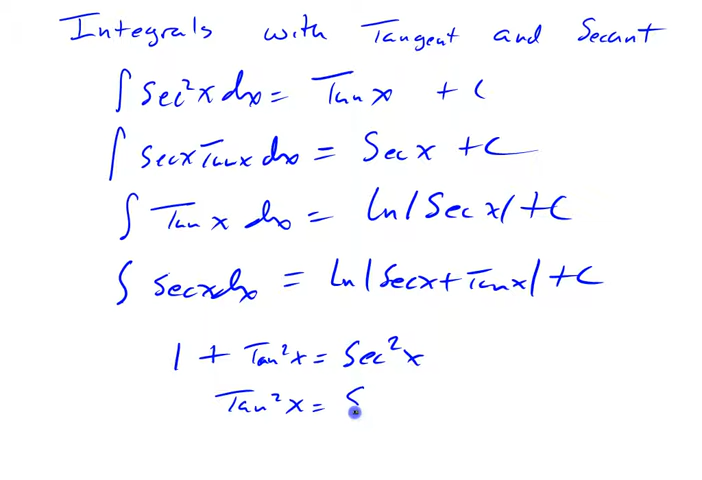 Integrals with Tangent and Secant
∫ Sec²x dx = Tan x + C
∫ Secx Tanx dx = Sec x + C
∫ Tan x dx = ln|Sec x| + C
∫ Secx dx = ln|Secx + Tanx| + C
1 + Tan²x = Sec²x
Tan²x = S